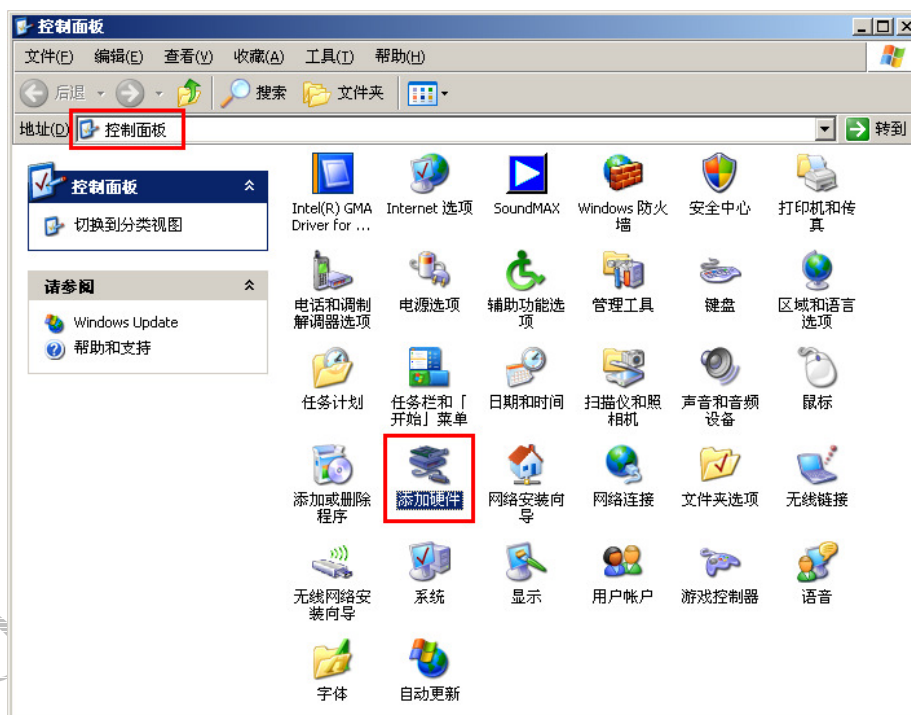 控制面板
文件(F) 编辑(E) 查看(V) 收藏(A) 工具(T) 帮助(H)
后退 搜索 文件夹
地址(D) 控制面板 转到
控制面板
切换到分类视图
请参阅
Windows Update
帮助和支持
Intel(R) GMA
Driver for ...
Internet 选项
SoundMAX
Windows 防火
墙
安全中心
打印机和传
真
电话和调制
解调器选项
电源选项
辅助功能选
项
管理工具
键盘
区域和语言
选项
任务计划
任务栏和「
开始」菜单
日期和时间
扫描仪和照
相机
声音和音频
设备
鼠标
添加或删除
程序
添加硬件
网络安装向
导
网络连接
文件夹选项
无线链接
无线网络安
装向导
系统
显示
用户帐户
游戏控制器
语音
字体
自动更新